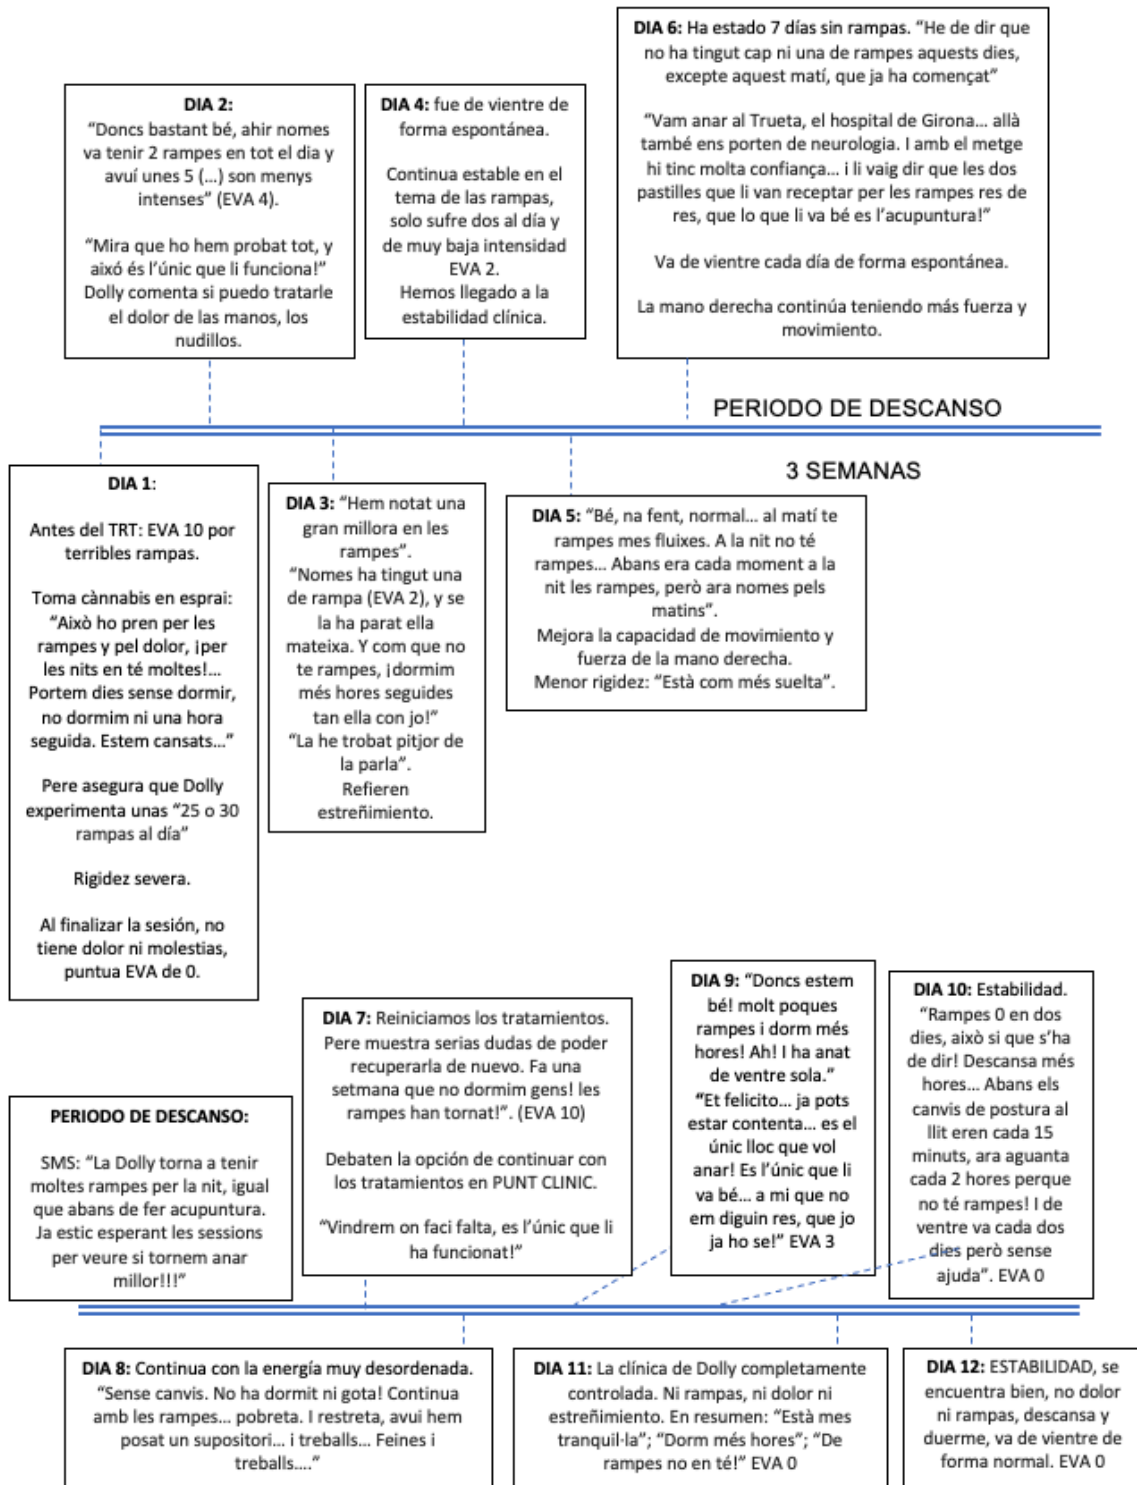 DIA 1:
Antes del TRT: EVA 10 por
terribles rampas.
Toma cànnabis en esprai:
"Això ho pren per les
rampes y pel dolor, ¡per
les nits en té moltes!...
Portem dies sense dormir,
no dormim ni una hora
seguida. Estem cansats..."
Pere asegura que Dolly
experimenta unas "25 o 30
rampas al día"
Rigidez severa.
Al finalizar la sesión, no
tiene dolor ni molestias,
puntua EVA de 0.
DIA 2:
"Doncs bastant bé, ahir nomes
va tenir 2 rampes en tot el dia y
avuí unes 5 (...) son menys
intenses" (EVA 4).
"Mira que ho hem probat tot, y
aixó és l'únic que li funciona!"
Dolly comenta si puedo tratarle
el dolor de las manos, los
nudillos.
DIA 3: "Hem notat una
gran millora en les
rampes".
"Nomes ha tingut una
de rampa (EVA 2), y se
la ha parat ella
mateixa. Y com que no
te rampes, ¡dormim
més hores seguides
tan ella con jo!"
"La he trobat pitjor de
la parla".
Refieren
estreñimiento.
DIA 4: fue de vientre de
forma espontánea.
Continua estable en el
tema de las rampas,
solo sufre dos al día y
de muy baja intensidad
EVA 2.
Hemos llegado a la
estabilidad clínica.
DIA 5: "Bé, na fent, normal... al matí te
rampes mes fluixes. A la nit no té
rampes... Abans era cada moment a la
nit les rampes, però ara nomes pels
matins".
Mejora la capacidad de movimiento y
fuerza de la mano derecha.
Menor rigidez: "Està com més suelta".
DIA 6: Ha estado 7 días sin rampas. "He de dir que
no ha tingut cap ni una de rampes aquests dies,
excepte aquest matí, que ja ha començat"
"Vam anar al Trueta, el hospital de Girona... allà
també ens porten de neurologia. I amb el metge
hi tinc molta confiança... i li vaig dir que les dos
pastilles que li van receptar per les rampes res de
res, que lo que li va bé es l'acupuntura!"
Va de vientre cada día de forma espontánea.
La mano derecha continúa teniendo más fuerza y
movimiento.
PERIODO DE DESCANSO
3 SEMANAS
PERIODO DE DESCANSO:
SMS: "La Dolly torna a tenir
moltes rampes per la nit, igual
que abans de fer acupuntura.
Ja estic esperant les sessions
per veure si tornem anar
millor!!!"
DIA 7: Reiniciamos los tratamientos.
Pere muestra serias dudas de poder
recuperarla de nuevo. Fa una
setmana que no dormim gens! les
rampes han tornat!". (EVA 10)
Debaten la opción de continuar con
los tratamientos en PUNT CLINIC.
"Vindrem on faci falta, es l'únic que li
ha funcionat!"
DIA 8: Continua con la energía muy desordenada.
"Sense canvis. No ha dormit ni gota! Continua
amb les rampes... pobreta. I restreta, avui hem
posat un supositori... i treballs... Feines i
treballs...."
DIA 9: "Doncs estem
bé! molt poques
rampes i dorm més
hores! Ah! I ha anat
de ventre sola."
"Et felicito... ja pots
estar contenta... es el
únic lloc que vol
anar! Es l'únic que li
va bé... a mi que no
em diguin res, que jo
ja ho se!" EVA 3
DIA 10: Estabilidad.
"Rampes 0 en dos
dies, això si que s'ha
de dir! Descansa més
hores... Abans els
canvis de postura al
llit eren cada 15
minuts, ara aguanta
cada 2 hores perque
no té rampes! I de
ventre va cada dos
dies però sense
ajuda". EVA 0
DIA 11: La clínica de Dolly completamente
controlada. Ni rampas, ni dolor ni
estreñimiento. En resumen: "Està mes
tranquil·la"; "Dorm més hores"; "De
rampes no en té!" EVA 0
DIA 12: ESTABILIDAD, se
encuentra bien, no dolor
ni rampas, descansa y
duerme, va de vientre de
forma normal. EVA 0